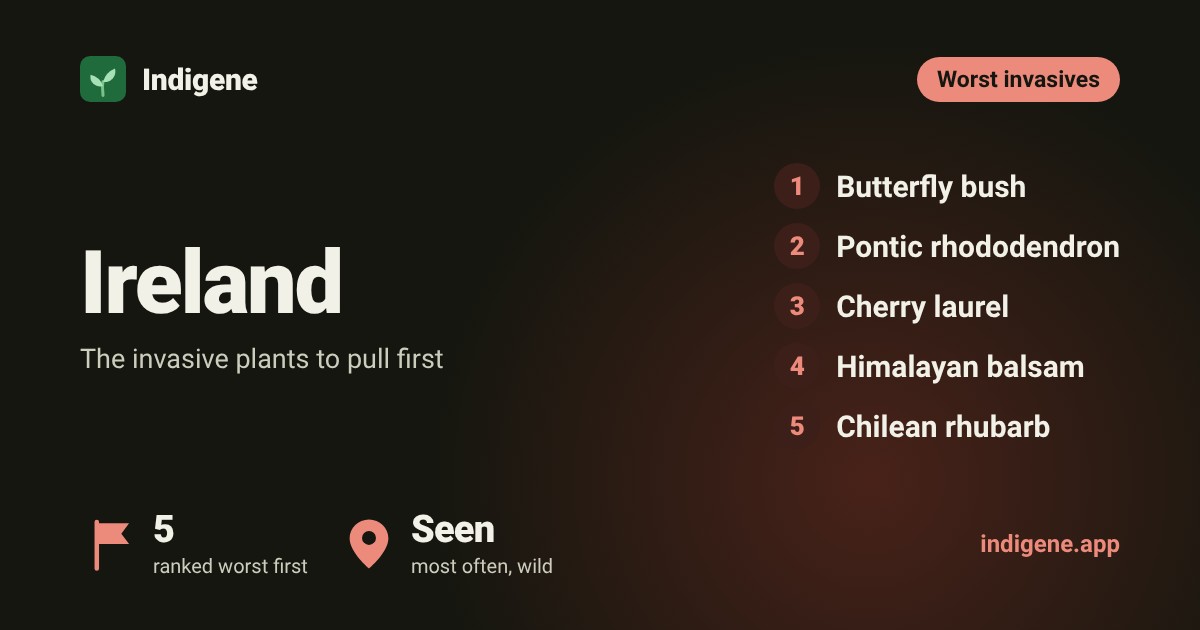 Indigene
Worst invasives
Ireland
The invasive plants to pull first
1 Butterfly bush
2 Pontic rhododendron
3 Cherry laurel
4 Himalayan balsam
5 Chilean rhubarb
5
ranked worst first
Seen
most often, wild
indigene.app